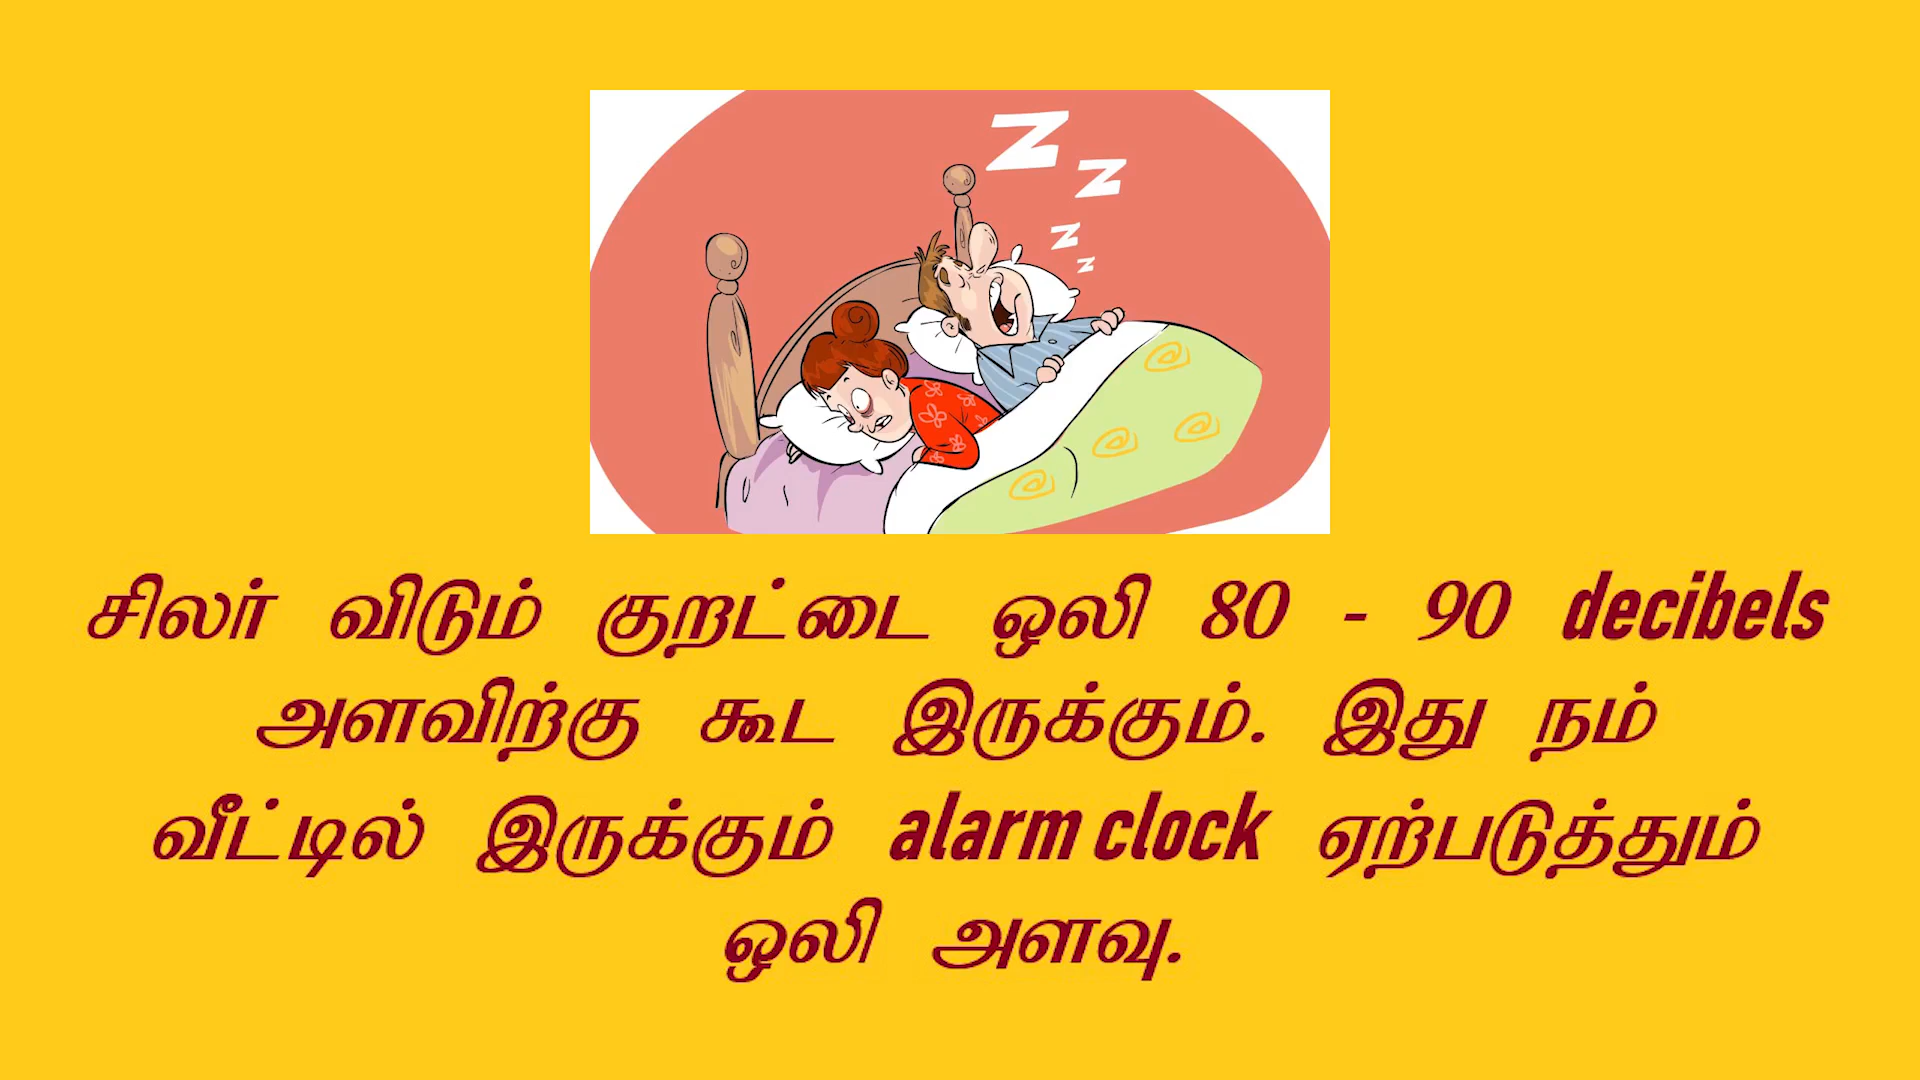 Z
Z
Z
Z
சிலர் விடும் குறட்டை ஒலி 80 - 90 decibels
அளவிற்கு கூட இருக்கும். இது நம்
வீட்டில் இருக்கும் alarm clock ஏற்படுத்தும்
ஒலி அளவு.